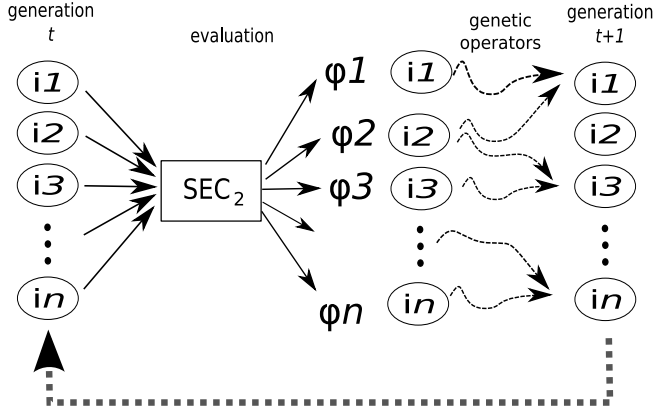 generation
t
evaluation
genetic
operators
generation
t+1
i1
i2
i3
in
SEC2
φ1
φ2
φ3
φn
i1
i2
i3
in
i1
i2
i3
in